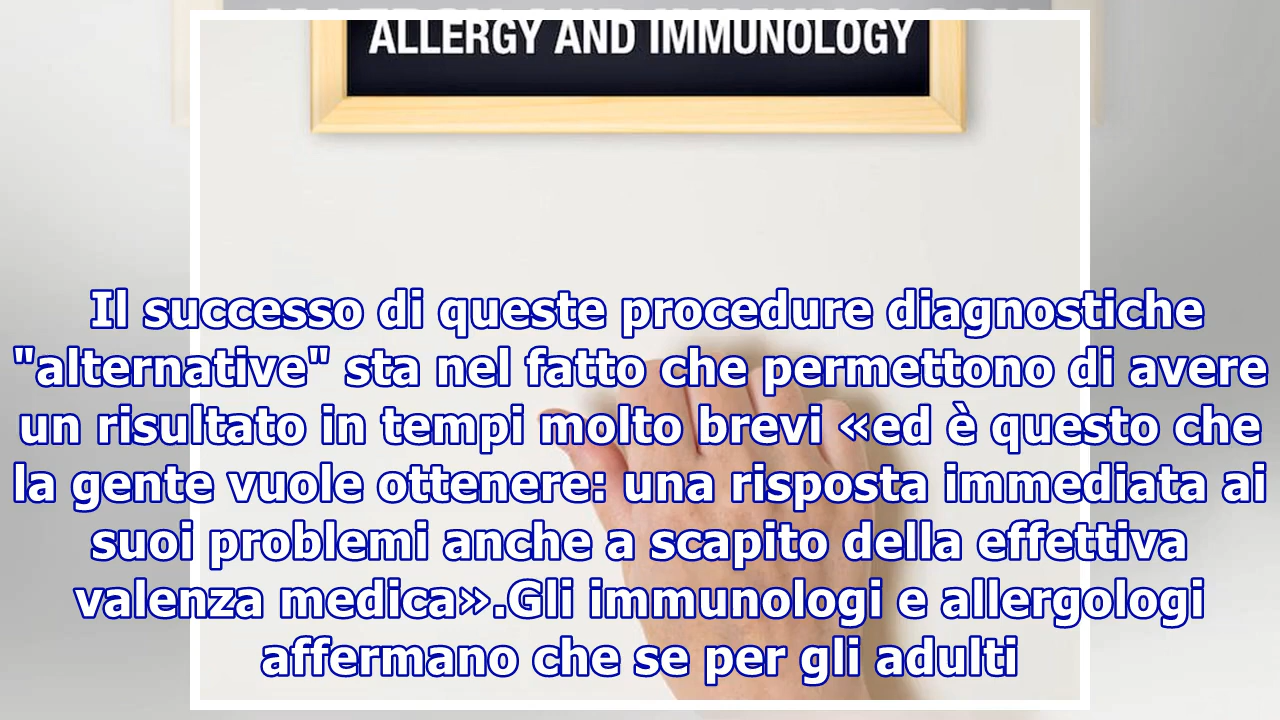 ALLERGY AND IMMUNOLOGY
Il successo di queste procedure diagnostiche
"alternative" sta nel fatto che permettono di avere
un risultato in tempi molto brevi «ed è questo che
la gente vuole ottenere: una risposta immediata ai
suoi problemi anche a scapito della effettiva
valenza medica».Gli immunologi e allergologi
affermano che se per gli adulti